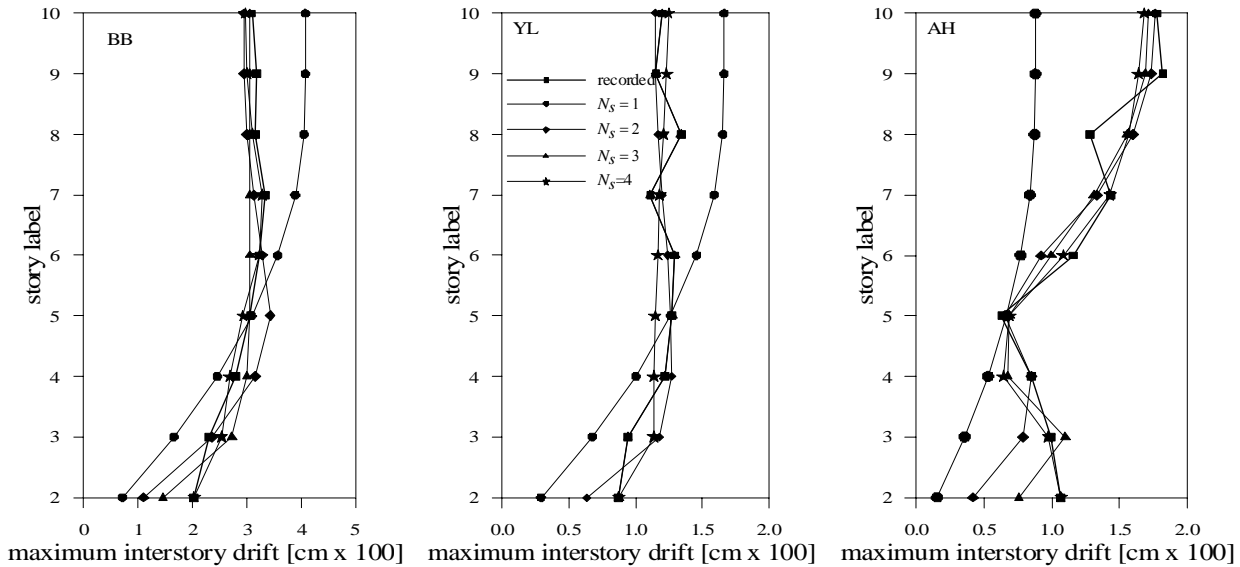 10
9
8
7
6
5
4
3
2
story label
BB
0 1 2 3 4 5
maximum interstory drift [cm x 100]
10
9
8
7
6
5
4
3
2
story label
YL
recorded
Ns = 1
Ns = 2
Ns = 3
Ns=4
0.0 0.5 1.0 1.5 2.0
maximum interstory drift [cm x 100]
10
9
8
7
6
5
4
3
2
story label
AH
0.0 0.5 1.0 1.5 2.0
maximum interstory drift [cm x 100]